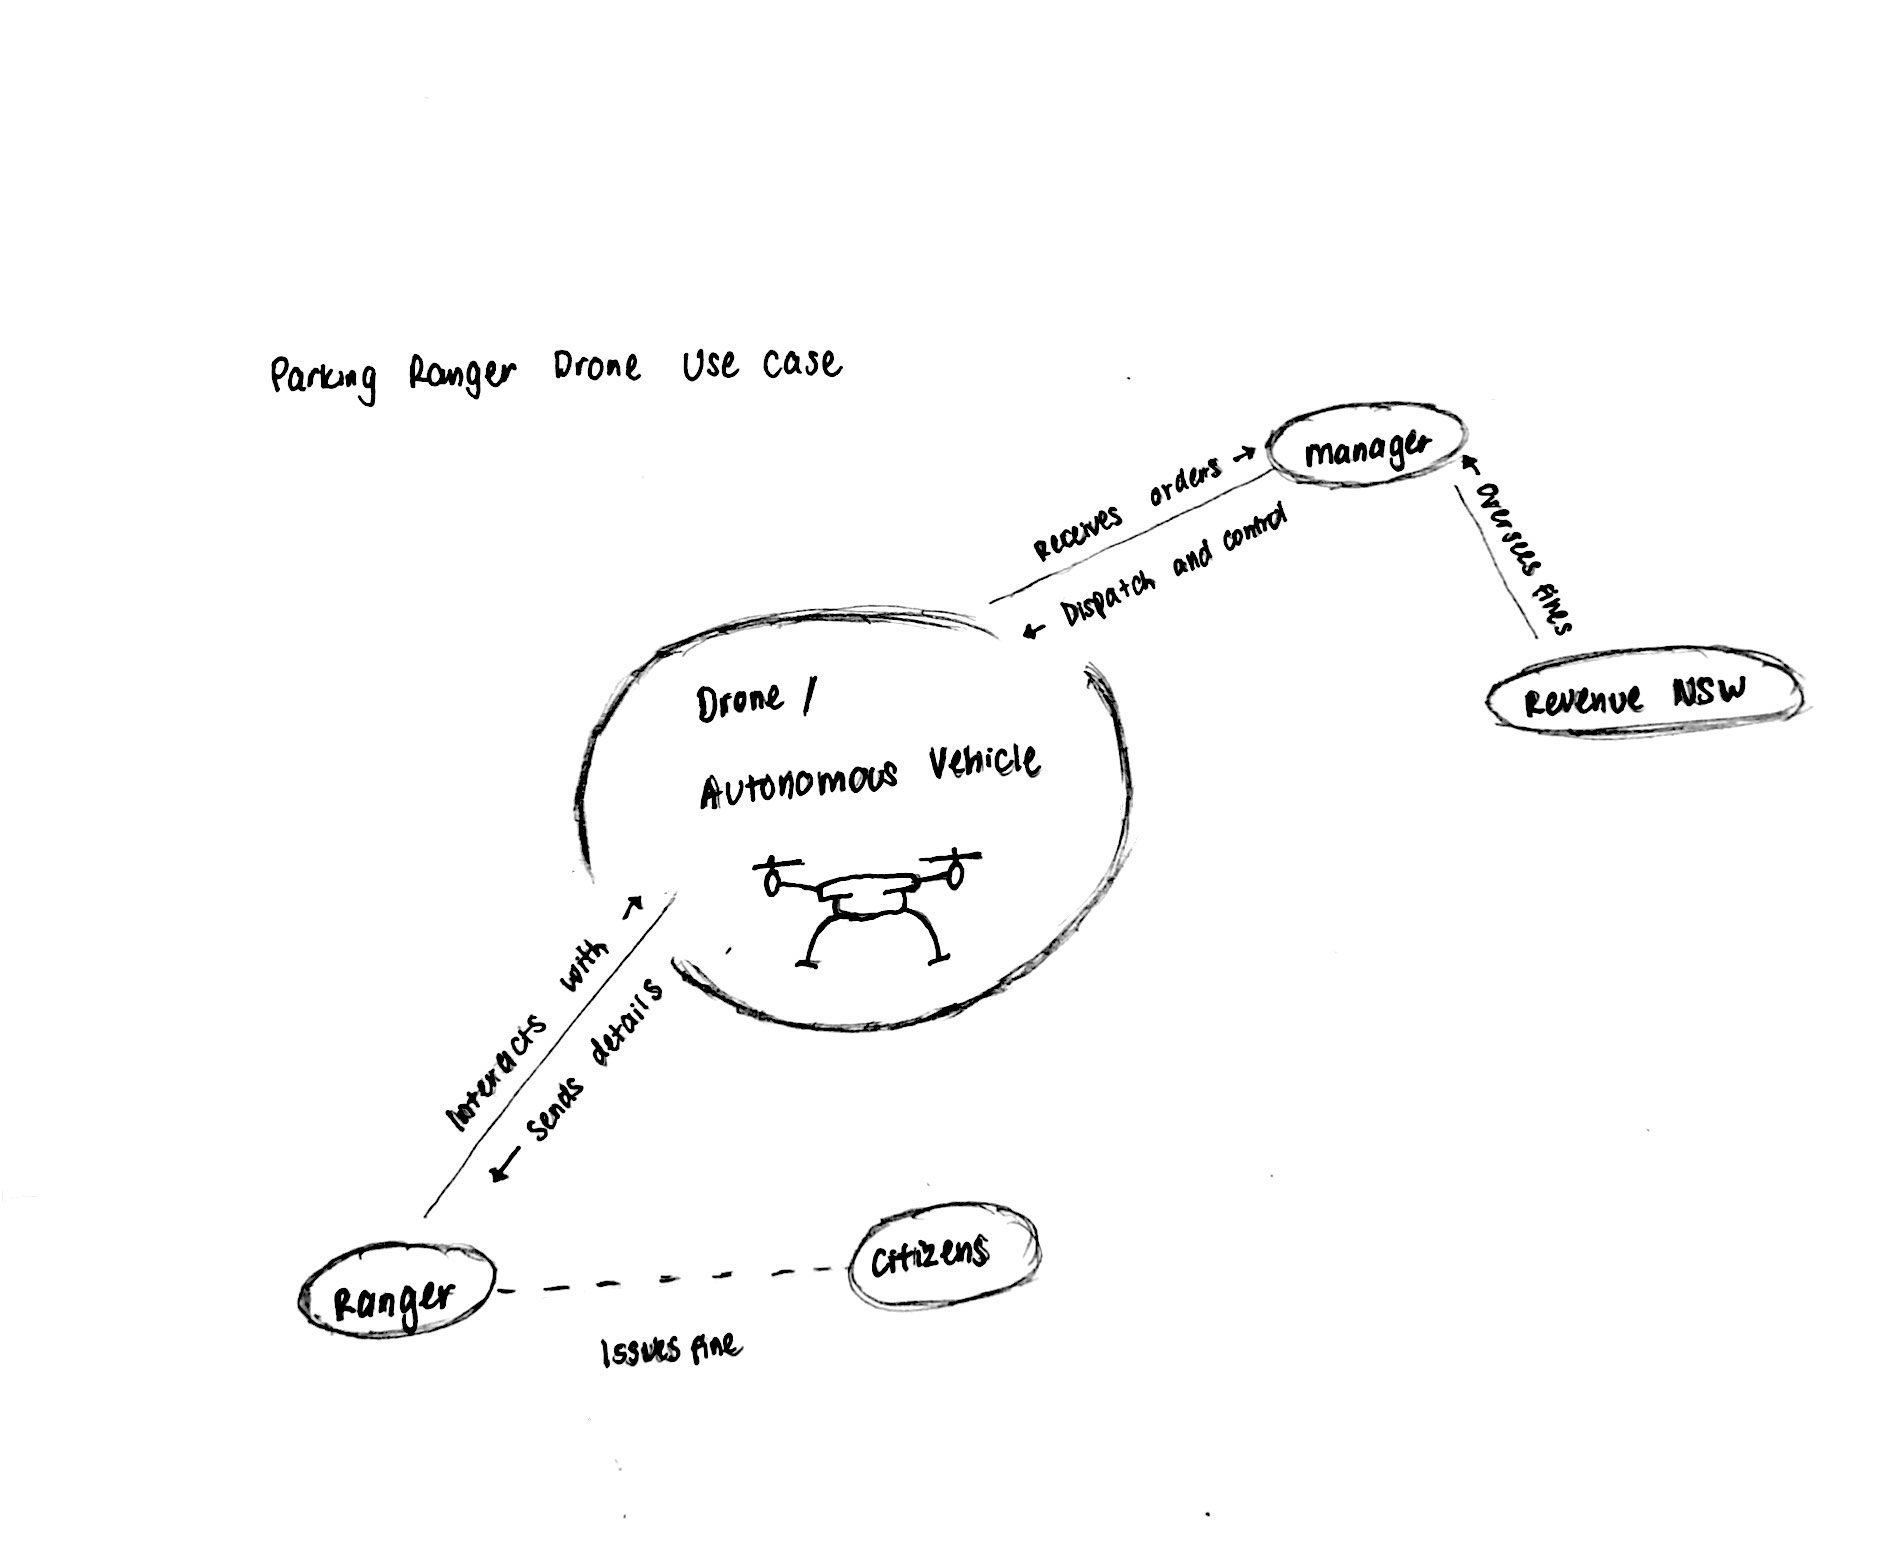 Parking Ranger Drone Use Case
manager
Receives orders →
← Dispatch and control
Oversees fines
Revenue NSW
Drone /
Autonomous Vehicle
Interacts with
Sends details
Ranger
Citizens
Issues fine